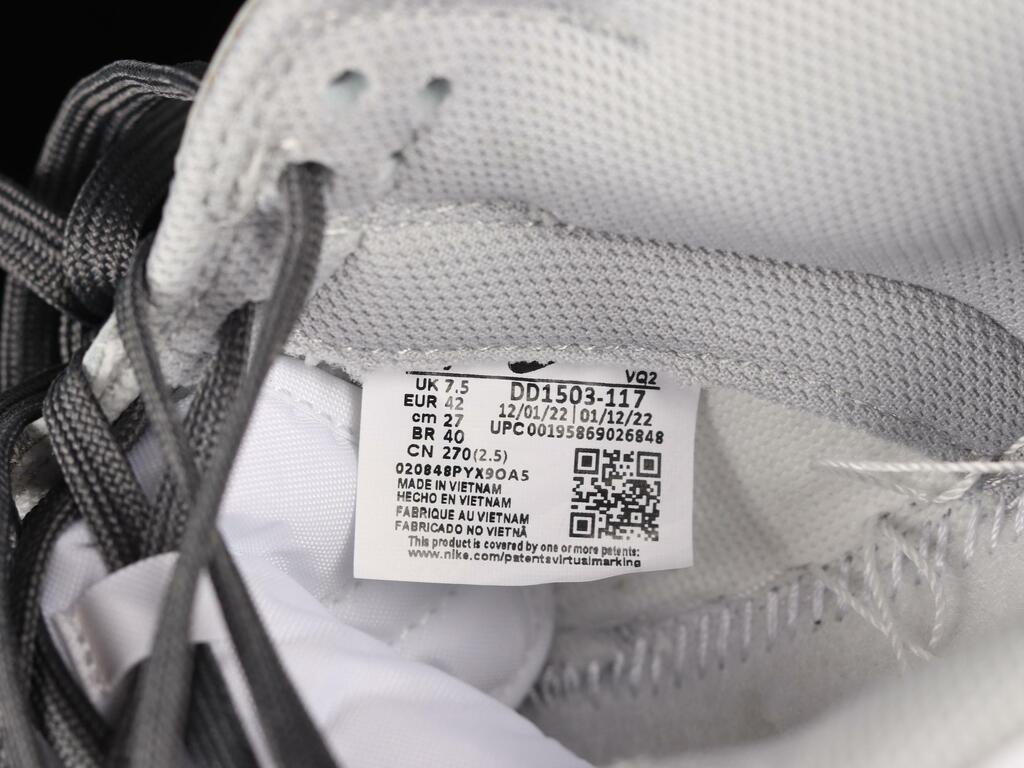 VQ2
UK 7.5 DD1503-117
EUR 42 12/01/22 | 01/12/22
cm 27 UPC00195869026848
BR 40
CN 270(2.5)
020848PYX9OA5
MADE IN VIETNAM
HECHO EN VIETNAM
FABRIQUE AU VIETNAM
FABRICADO NO VIETNÃ
This product is covered by one or more patents:
www.nike.com/patentsvirtualmarking